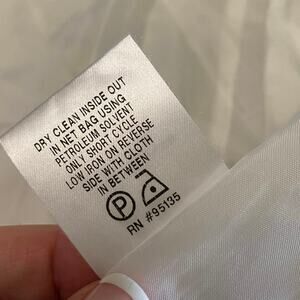 DRY CLEAN INSIDE OUT
IN NET BAG USING
PETROLEUM SOLVENT
ONLY SHORT CYCLE
LOW IRON ON REVERSE
SIDE WITH CLOTH
IN BETWEEN
P
RN #95135